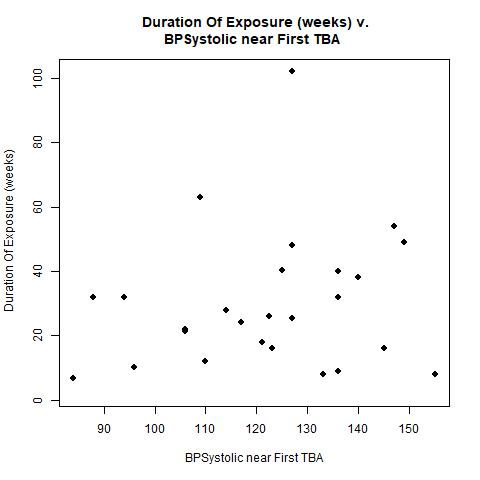 Duration Of Exposure (weeks) v.
BPSystolic near First TBA
Duration Of Exposure (weeks)
100
80
60
40
20
0
90 100 110 120 130 140 150
BPSystolic near First TBA